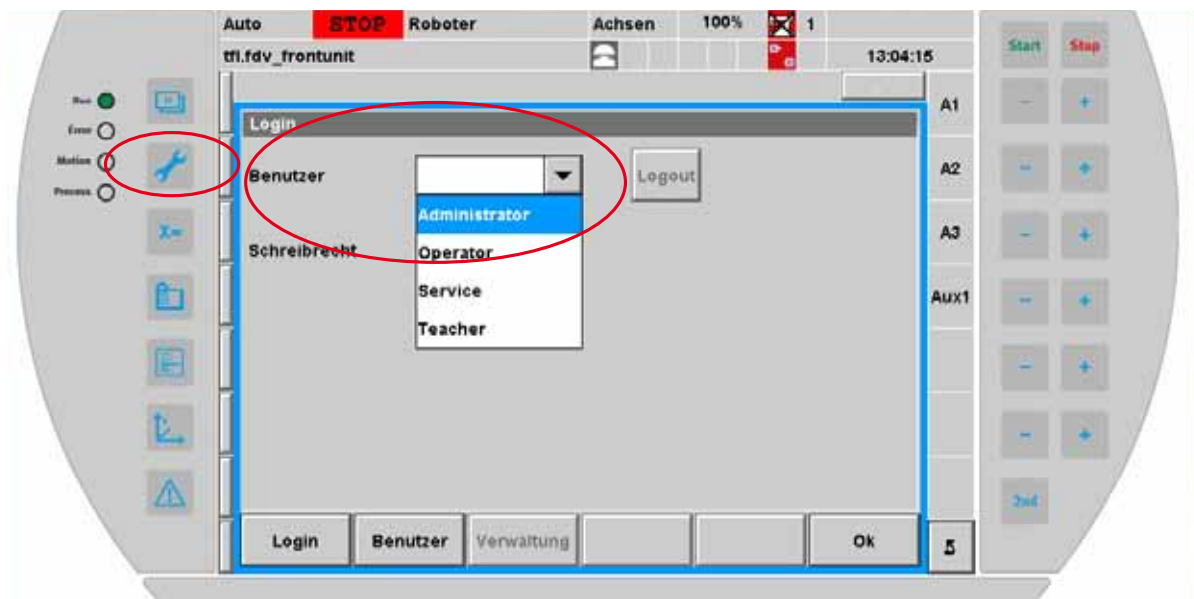 Auto STOP Roboter Achsen 100% 1
tfl.fdv_frontunit 13:04:15
Start Stop
Run
Error
Motion
Process
X=
Login
Benutzer Logout
Administrator
Schreibrecht Operator
Service
Teacher
A1 - +
A2 - +
A3 - +
Aux1 - +
- +
- +
2nd
Login Benutzer Verwaltung Ok 5